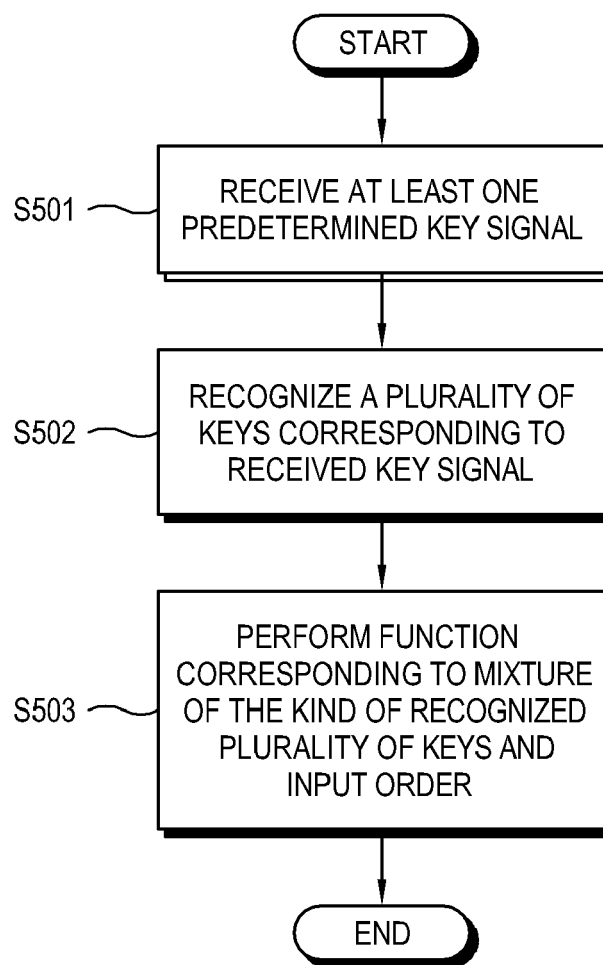 START
S501
RECEIVE AT LEAST ONE
PREDETERMINED KEY SIGNAL
S502
RECOGNIZE A PLURALITY OF
KEYS CORRESPONDING TO
RECEIVED KEY SIGNAL
S503
PERFORM FUNCTION
CORRESPONDING TO MIXTURE
OF THE KIND OF RECOGNIZED
PLURALITY OF KEYS AND
INPUT ORDER
END